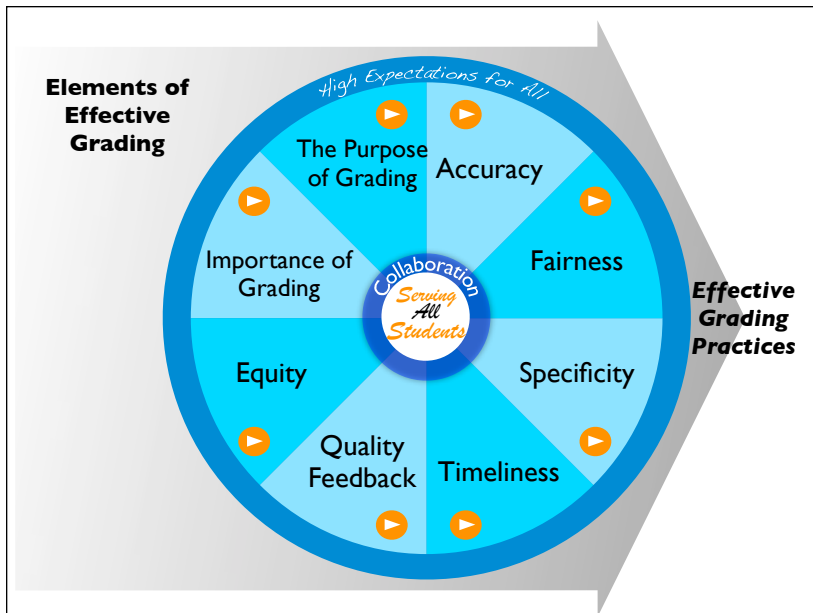 Elements of
Effective
Grading
High Expectations for All
The Purpose
of Grading
Accuracy
Fairness
Specificity
Timeliness
Quality
Feedback
Equity
Importance of
Grading
Collaboration
Serving
All
Students
Effective
Grading
Practices